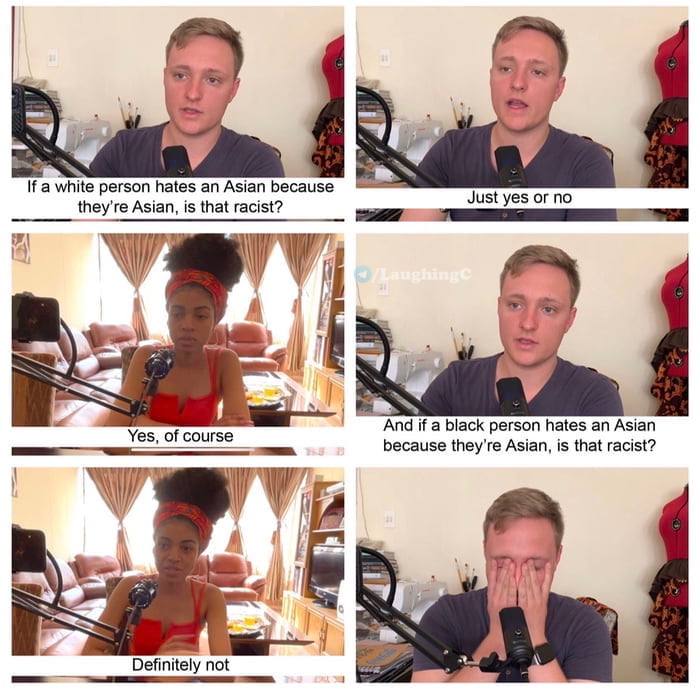 If a white person hates an Asian because
they're Asian, is that racist?
Just yes or no
Yes, of course
/LaughingC
And if a black person hates an Asian
because they're Asian, is that racist?
Definitely not